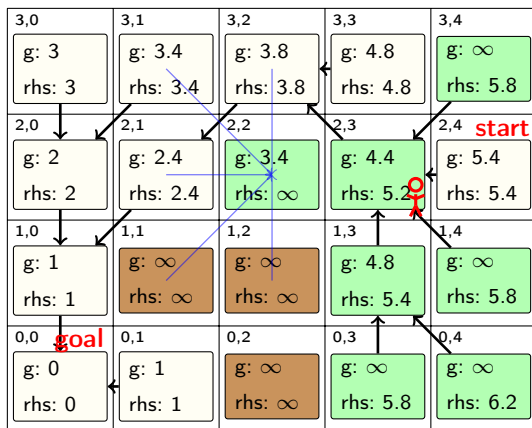 3,0 3,1 3,2 3,3 3,4
g: 3 g: 3.4 g: 3.8 g: 4.8 g: ∞
rhs: 3 rhs: 3.4 rhs: 3.8 rhs: 4.8 rhs: 5.8
2,0 2,1 2,2 2,3 2,4 start
g: 2 g: 2.4 g: 3.4 g: 4.4 g: 5.4
rhs: 2 rhs: 2.4 rhs: ∞ rhs: 5.2 rhs: 5.4
1,0 1,1 1,2 1,3 1,4
g: 1 g: ∞ g: ∞ g: 4.8 g: ∞
rhs: 1 rhs: ∞ rhs: ∞ rhs: 5.4 rhs: 5.8
0,0 goal 0,1 0,2 0,3 0,4
g: 0 g: 1 g: ∞ g: ∞ g: ∞
rhs: 0 rhs: 1 rhs: ∞ rhs: 5.8 rhs: 6.2